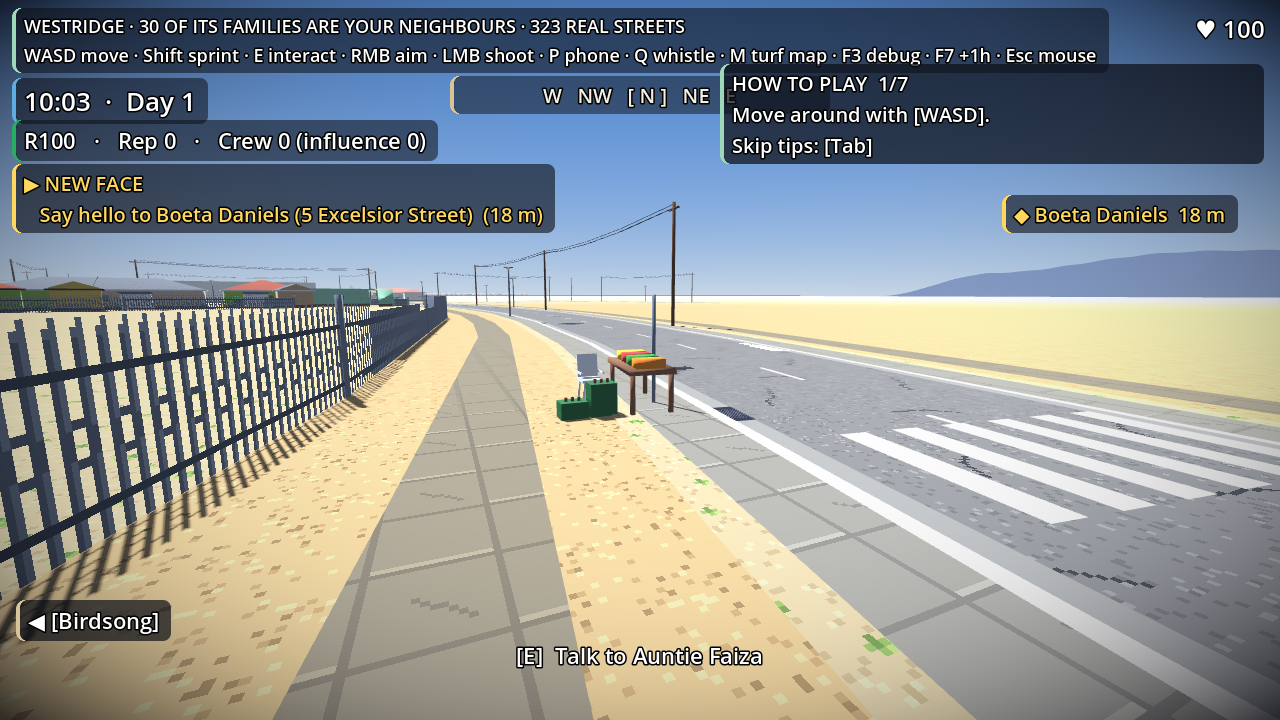 WESTRIDGE · 30 OF ITS FAMILIES ARE YOUR NEIGHBOURS · 323 REAL STREETS
WASD move · Shift sprint · E interact · RMB aim · LMB shoot · P phone · Q whistle · M turf map · F3 debug · F7 +1h · Esc mouse
♥ 100
10:03 · Day 1
W NW [ N ] NE E
HOW TO PLAY 1/7
Move around with [WASD].
Skip tips: [Tab]
R100 · Rep 0 · Crew 0 (influence 0)
▶ NEW FACE
Say hello to Boeta Daniels (5 Excelsior Street) (18 m)
◆ Boeta Daniels 18 m
◀ [Birdsong]
[E] Talk to Auntie Faiza